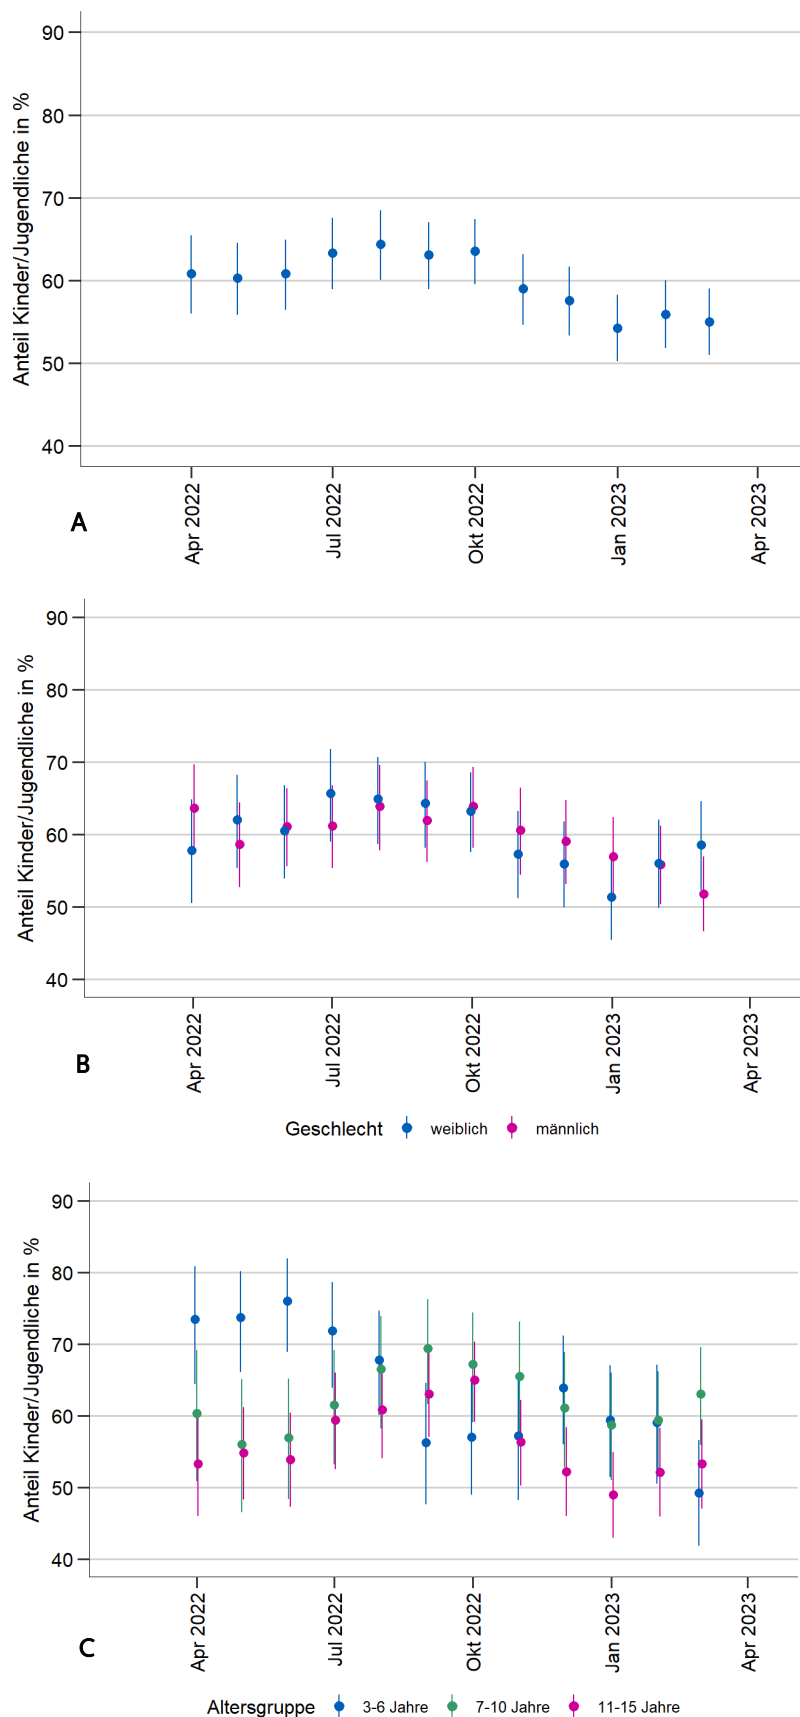 Anteil Kinder/Jugendliche in %
90
80
70
60
50
40
Apr 2022
Jul 2022
Okt 2022
Jan 2023
Apr 2023
A
Anteil Kinder/Jugendliche in %
90
80
70
60
50
40
Apr 2022
Jul 2022
Okt 2022
Jan 2023
Apr 2023
B
Geschlecht weiblich männlich
Anteil Kinder/Jugendliche in %
90
80
70
60
50
40
Apr 2022
Jul 2022
Okt 2022
Jan 2023
Apr 2023
C
Altersgruppe 3-6 Jahre 7-10 Jahre 11-15 Jahre